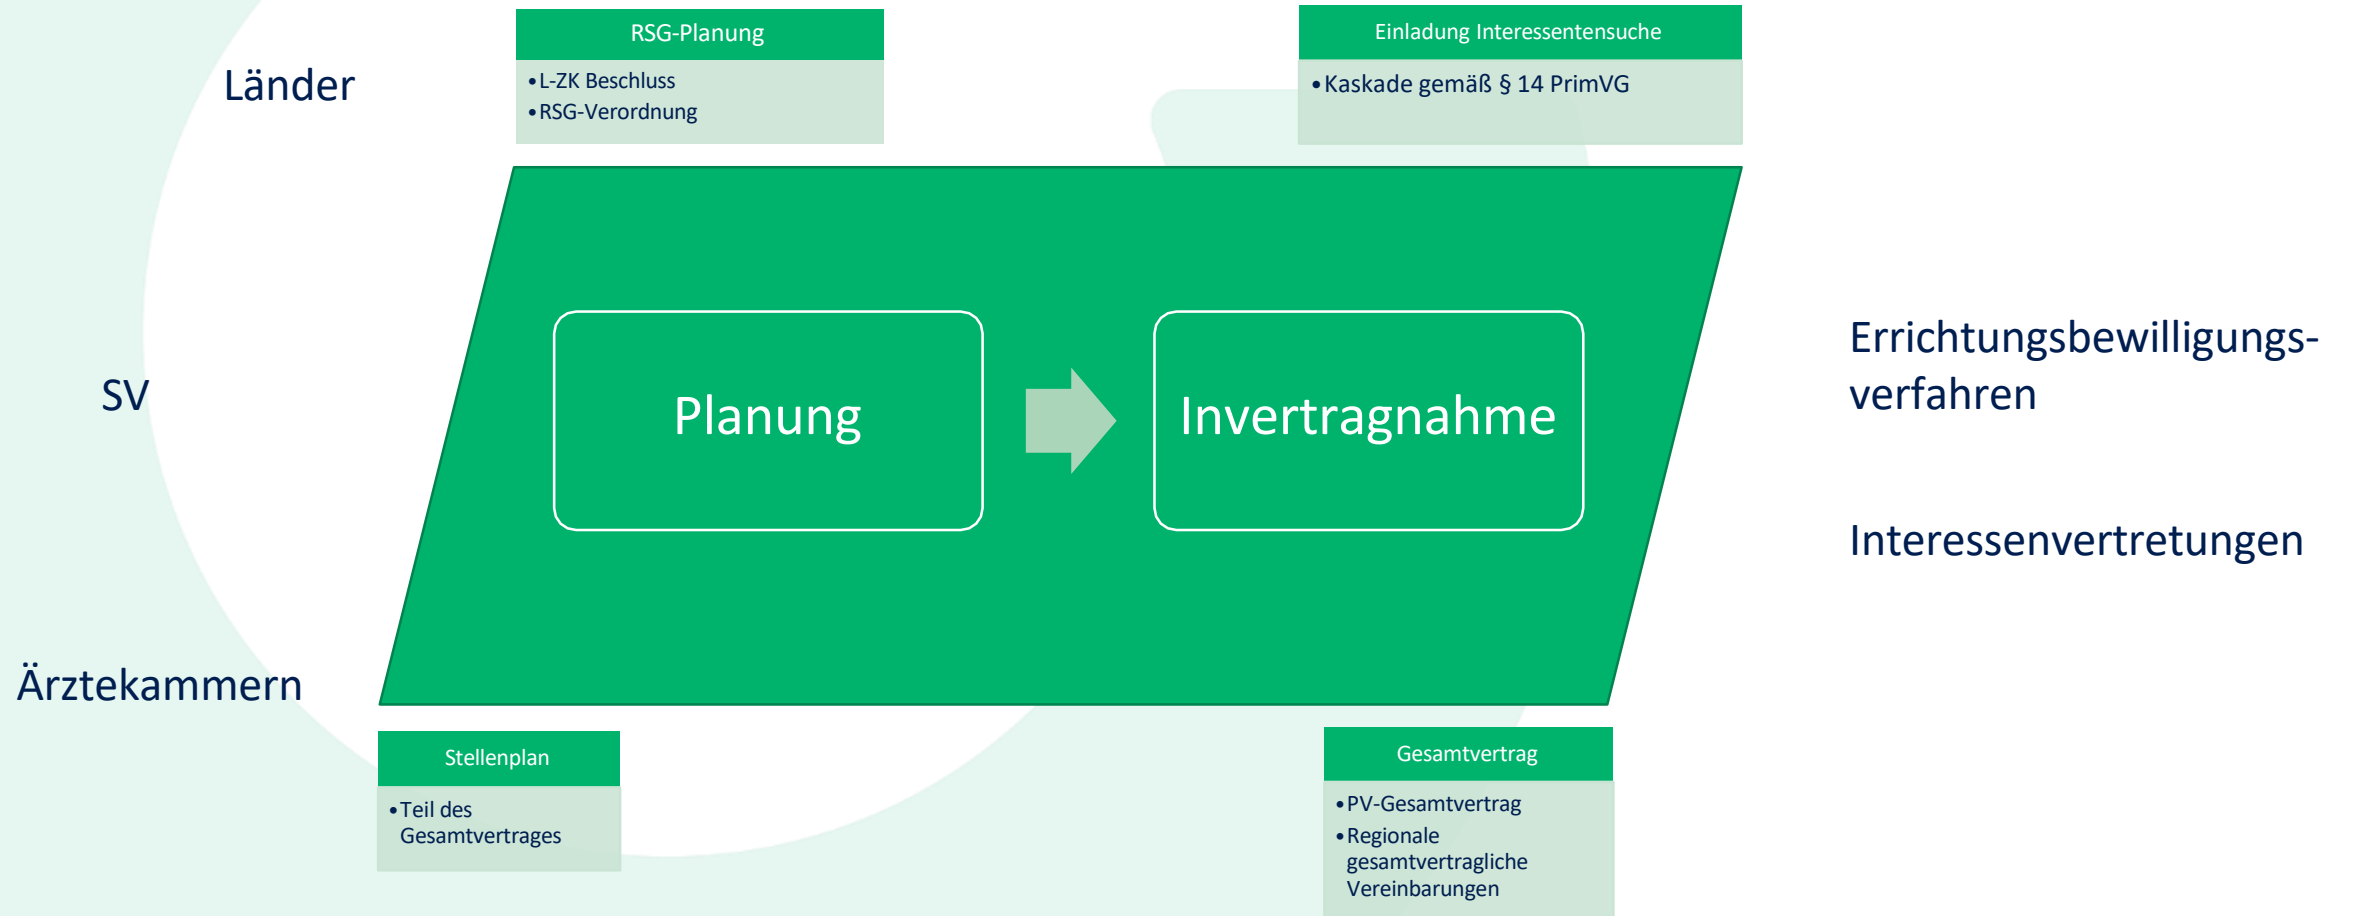 RSG-Planung
•L-ZK Beschluss
•RSG-Verordnung
Einladung Interessentensuche
•Kaskade gemäß § 14 PrimVG
Länder
SV
Ärztekammern
Planung
Invertragnahme
Errichtungsbewilligungs-
verfahren
Interessenvertretungen
Stellenplan
•Teil des
Gesamtvertrages
Gesamtvertrag
•PV-Gesamtvertrag
•Regionale
gesamtvertragliche
Vereinbarungen